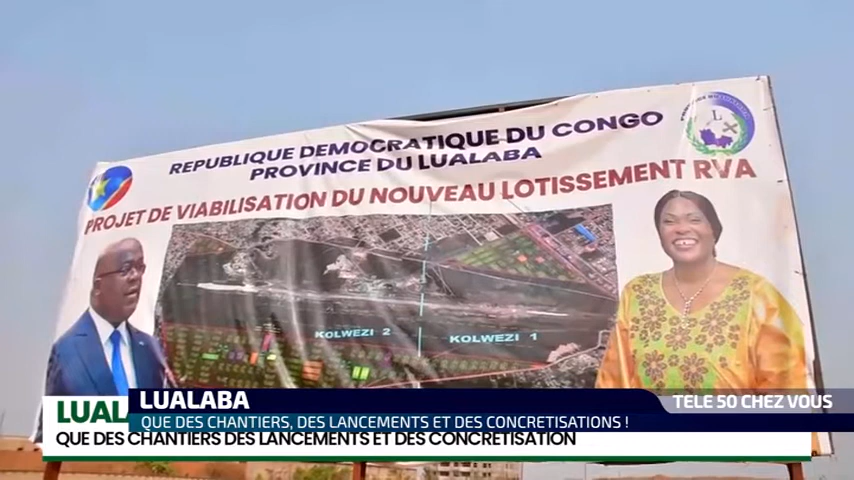 REPUBLIQUE DEMOCRATIQUE DU CONGO
PROVINCE DU LUALABA
PROJET DE VIABILISATION DU NOUVEAU LOTISSEMENT RVA
L
KOLWEZI 2
KOLWEZI 1
LUALABA
TELE 50 CHEZ VOUS
LUAL
QUE DES CHANTIERS, DES LANCEMENTS ET DES CONCRETISATIONS !
QUE DES CHANTIERS DES LANCEMENTS ET DES CONCRETISATION